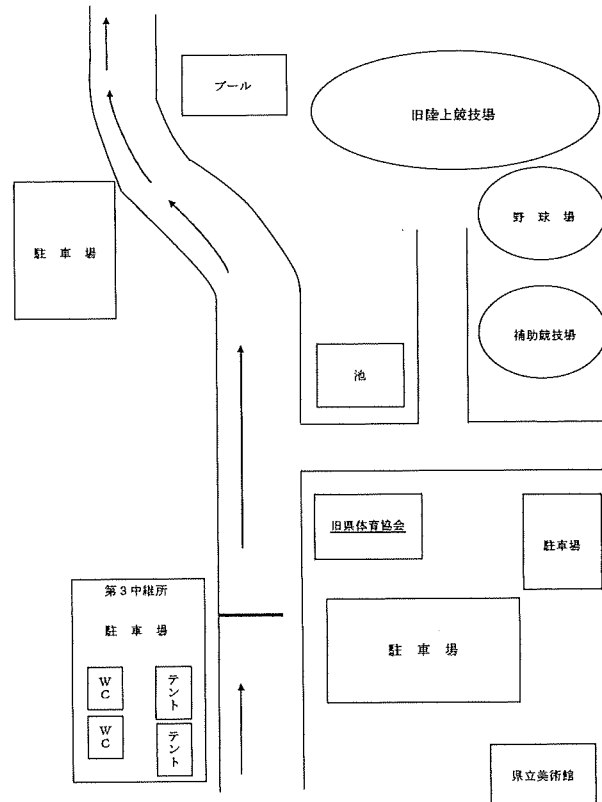 プール
旧陸上競技場
野球場
駐車場
補助競技場
池
旧県体育協会
駐車場
第3中継所
駐車場
駐車場
WC
テント
WC
テント
県立美術館